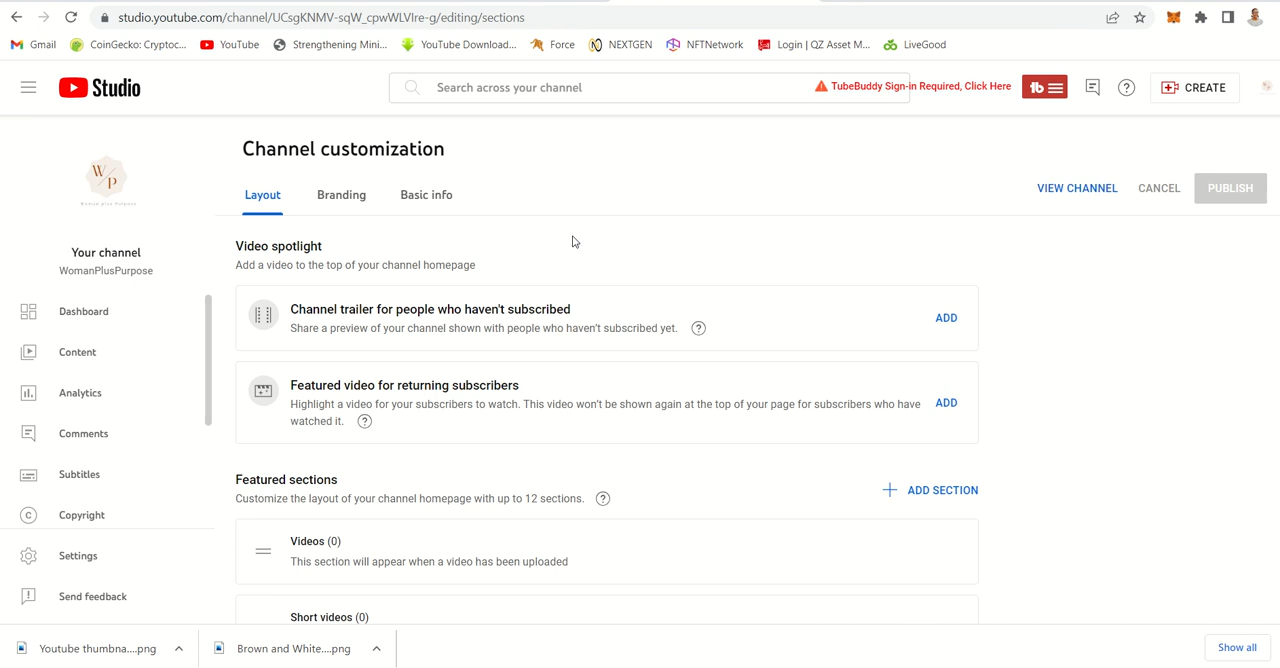 studio.youtube.com/channel/UCsgKNMV-sqW_cpwWLVIre-g/editing/sections
Gmail CoinGecko: Cryptoc... YouTube Strengthening Mini... YouTube Download... Force NEXTGEN NFTNetwork Login | QZ Asset M... LiveGood
Studio
Search across your channel
TubeBuddy Sign-in Required, Click Here
tb
CREATE
Channel customization
Layout Branding Basic info
VIEW CHANNEL CANCEL PUBLISH
W/P
Woman plus Purpose
Your channel
WomanPlusPurpose
Dashboard
Content
Analytics
Comments
Subtitles
Copyright
Settings
Send feedback
Video spotlight
Add a video to the top of your channel homepage
Channel trailer for people who haven't subscribed
Share a preview of your channel shown with people who haven't subscribed yet.
ADD
Featured video for returning subscribers
Highlight a video for your subscribers to watch. This video won't be shown again at the top of your page for subscribers who have
watched it.
ADD
Featured sections
Customize the layout of your channel homepage with up to 12 sections.
ADD SECTION
Videos (0)
This section will appear when a video has been uploaded
Short videos (0)
Youtube thumbna....png Brown and White....png Show all